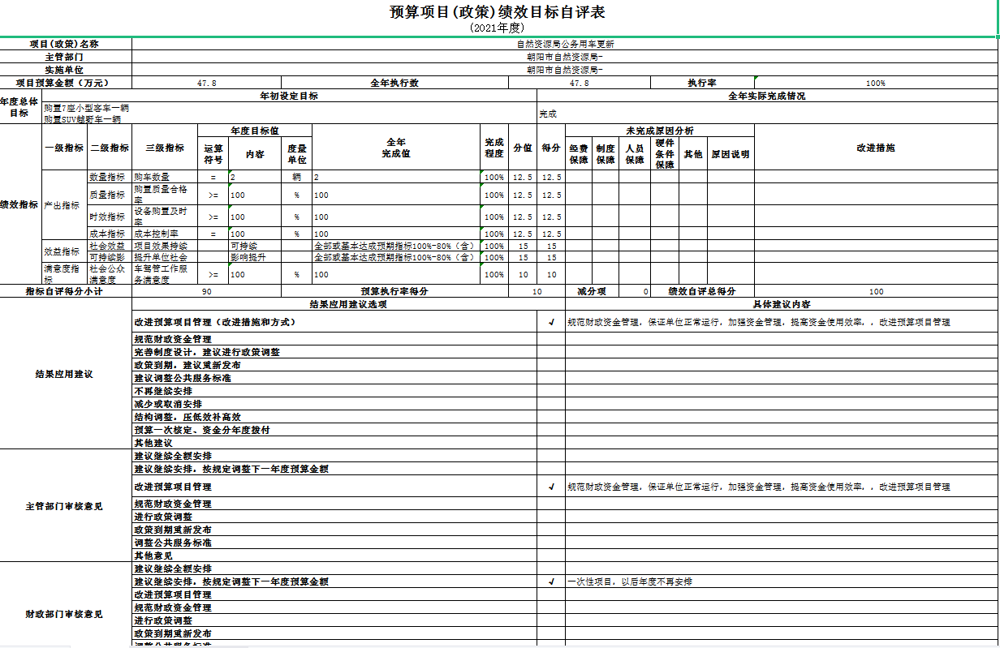 预算项目(政策)绩效目标自评表
(2021年度)
项目(政策)名称 自然资源局公务用车更新
主管部门 朝阳市自然资源局-
实施单位 朝阳市自然资源局-
项目预算金额（万元） 47.8 全年执行数 47.8 执行率 100%
年度总体目标 年初设定目标 全年实际完成情况
购置7座小型客车一辆
购置SUV越野车一辆
完成
绩效指标 一级指标 二级指标 三级指标 年度目标值 全年完成值 完成程度 分值 得分 未完成原因分析 改进措施
运算符号 内容 度量单位 经费保障 制度保障 人员保障 硬件条件保障 其他 原因说明
产出指标 数量指标 购车数量 = 2 辆 2 100% 12.5 12.5
质量指标 购置质量合格率 >= 100 % 100 100% 12.5 12.5
时效指标 设备购置及时率 >= 100 % 100 100% 12.5 12.5
成本指标 成本控制率 = 100 % 100 100% 12.5 12.5
效益指标 社会效益 项目效果持续 可持续 全部或基本达成预期指标100%-80%（含） 100% 15 15
可持续影 提升单位社会 影响提升 全部或基本达成预期指标100%-80%（含） 100% 15 15
满意度指标 社会公众满意度 车驾管工作服务满意度 >= 100 % 100 100% 10 10
指标自评得分小计 90 预算执行率得分 10 减分项 0 绩效自评总得分 100
结果应用建议 结果应用建议选项 具体建议内容
改进预算项目管理（改进措施和方式） √ 规范财政资金管理，保证单位正常运行，加强资金管理，提高资金使用效率，，改进预算项目管理
规范财政资金管理
完善制度设计，建议进行政策调整
政策到期，建议重新发布
建议调整公共服务标准
不再继续安排
减少或取消安排
结构调整，压低效补高效
预算一次核定、资金分年度拨付
其他建议
主管部门审核意见 建议继续全额安排
建议继续安排，按规定调整下一年度预算金额
改进预算项目管理 √ 规范财政资金管理，保证单位正常运行，加强资金管理，提高资金使用效率，，改进预算项目管理
规范财政资金管理
进行政策调整
政策到期重新发布
调整公共服务标准
其他意见
财政部门审核意见 建议继续全额安排
建议继续安排，按规定调整下一年度预算金额 √ 一次性项目，以后年度不再安排
改进预算项目管理
规范财政资金管理
进行政策调整
政策到期重新发布
调整公共服务标准